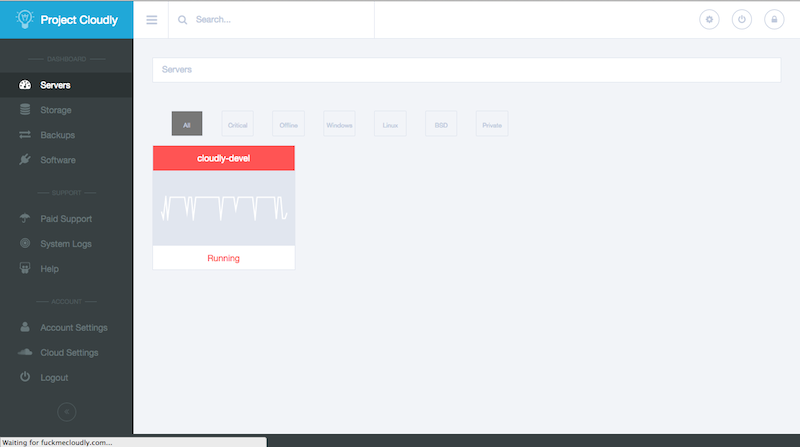 Project Cloudly
Search...
DASHBOARD
Servers
Storage
Backups
Software
SUPPORT
Paid Support
System Logs
Help
ACCOUNT
Account Settings
Cloud Settings
Logout
Servers
All
Critical
Offline
Windows
Linux
BSD
Private
cloudly-devel
Running
Waiting for fuckmecloudly.com...